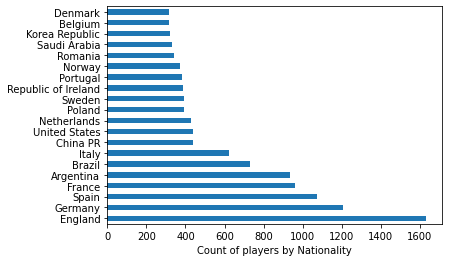 Denmark
Belgium
Korea Republic
Saudi Arabia
Romania
Norway
Portugal
Republic of Ireland
Sweden
Poland
Netherlands
United States
China PR
Italy
Brazil
Argentina
France
Spain
Germany
England
0 200 400 600 800 1000 1200 1400 1600
Count of players by Nationality